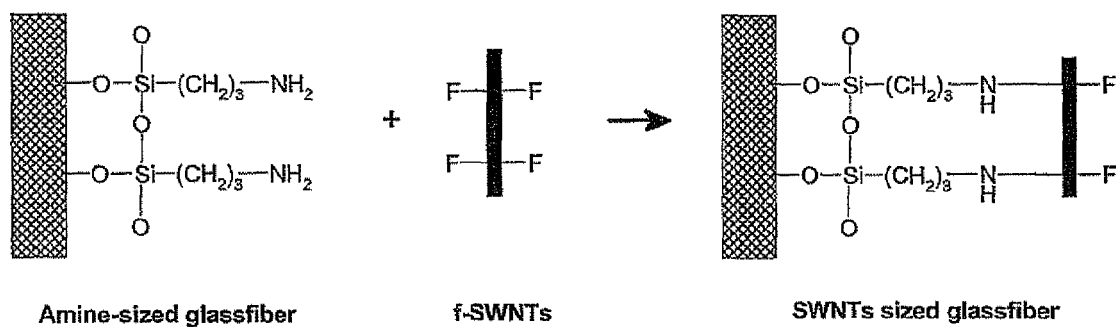 O O
—O—Si—(CH₂)₃—NH₂ F—F —O—Si—(CH₂)₃—N—F
H
O + O
—O—Si—(CH₂)₃—NH₂ F—F —O—Si—(CH₂)₃—N—F
H
O O
Amine-sized glassfiber f-SWNTs SWNTs sized glassfiber